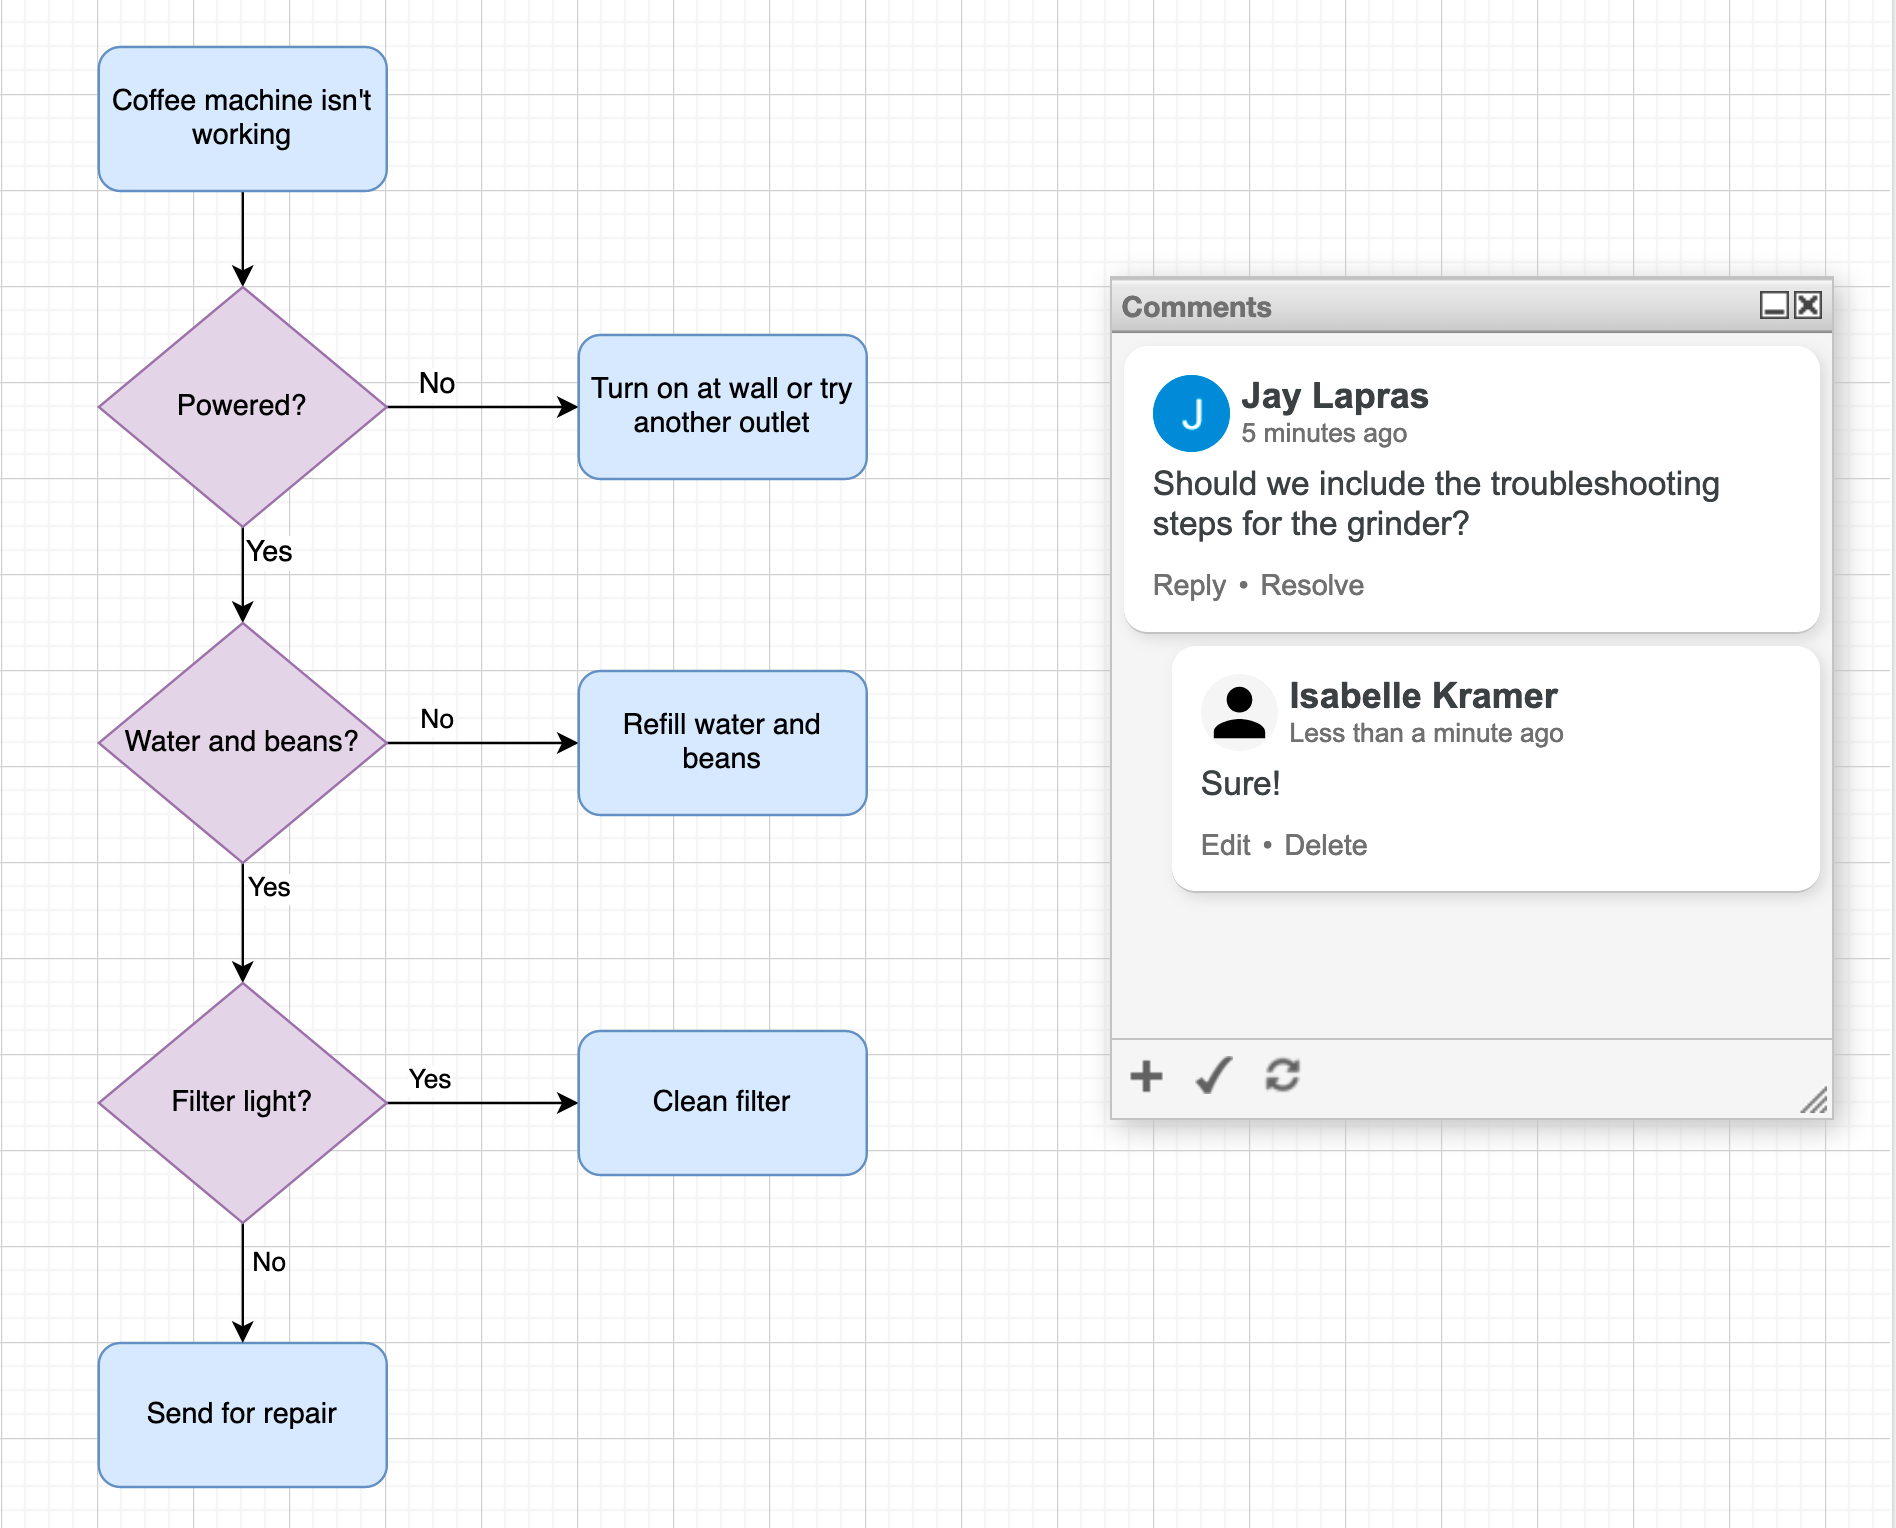 Coffee machine isn't
working
Powered?
No
Turn on at wall or try
another outlet
Yes
Water and beans?
No
Refill water and
beans
Yes
Filter light?
Yes
Clean filter
No
Send for repair
Comments
J
Jay Lapras
5 minutes ago
Should we include the troubleshooting
steps for the grinder?
Reply • Resolve
Isabelle Kramer
Less than a minute ago
Sure!
Edit • Delete